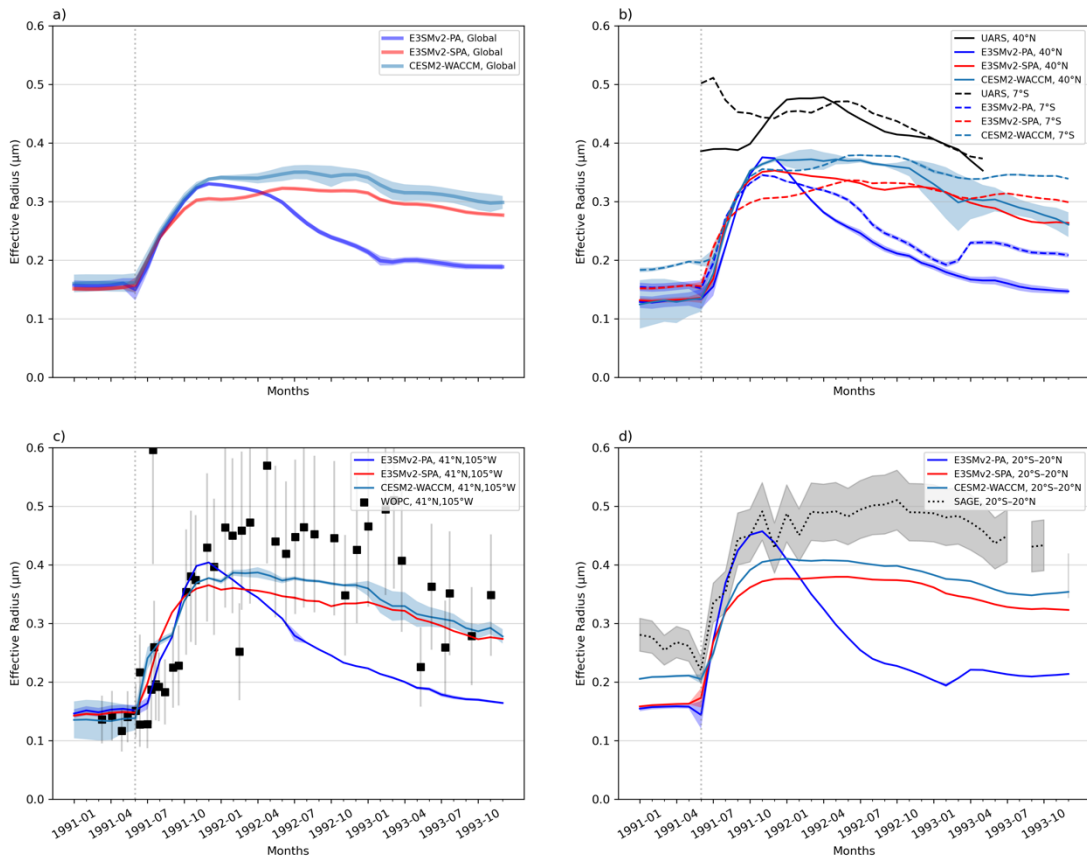 a)
0.6
0.5
0.4
0.3
0.2
0.1
0.0
Effective Radius (μm)
Months
E3SMv2-PA, Global
E3SMv2-SPA, Global
CESM2-WACCM, Global
b)
0.6
0.5
0.4
0.3
0.2
0.1
0.0
Effective Radius (μm)
Months
UARS, 40°N
E3SMv2-PA, 40°N
E3SMv2-SPA, 40°N
CESM2-WACCM, 40°N
UARS, 7°S
E3SMv2-PA, 7°S
E3SMv2-SPA, 7°S
CESM2-WACCM, 7°S
c)
0.6
0.5
0.4
0.3
0.2
0.1
0.0
Effective Radius (μm)
E3SMv2-PA, 41°N,105°W
E3SMv2-SPA, 41°N,105°W
CESM2-WACCM, 41°N,105°W
WOPC, 41°N,105°W
1991-01
1991-04
1991-07
1991-10
1992-01
1992-04
1992-07
1992-10
1993-01
1993-04
1993-07
1993-10
Months
d)
0.6
0.5
0.4
0.3
0.2
0.1
0.0
Effective Radius (μm)
E3SMv2-PA, 20°S–20°N
E3SMv2-SPA, 20°S–20°N
CESM2-WACCM, 20°S–20°N
SAGE, 20°S–20°N
1991-01
1991-04
1991-07
1991-10
1992-01
1992-04
1992-07
1992-10
1993-01
1993-04
1993-07
1993-10
Months